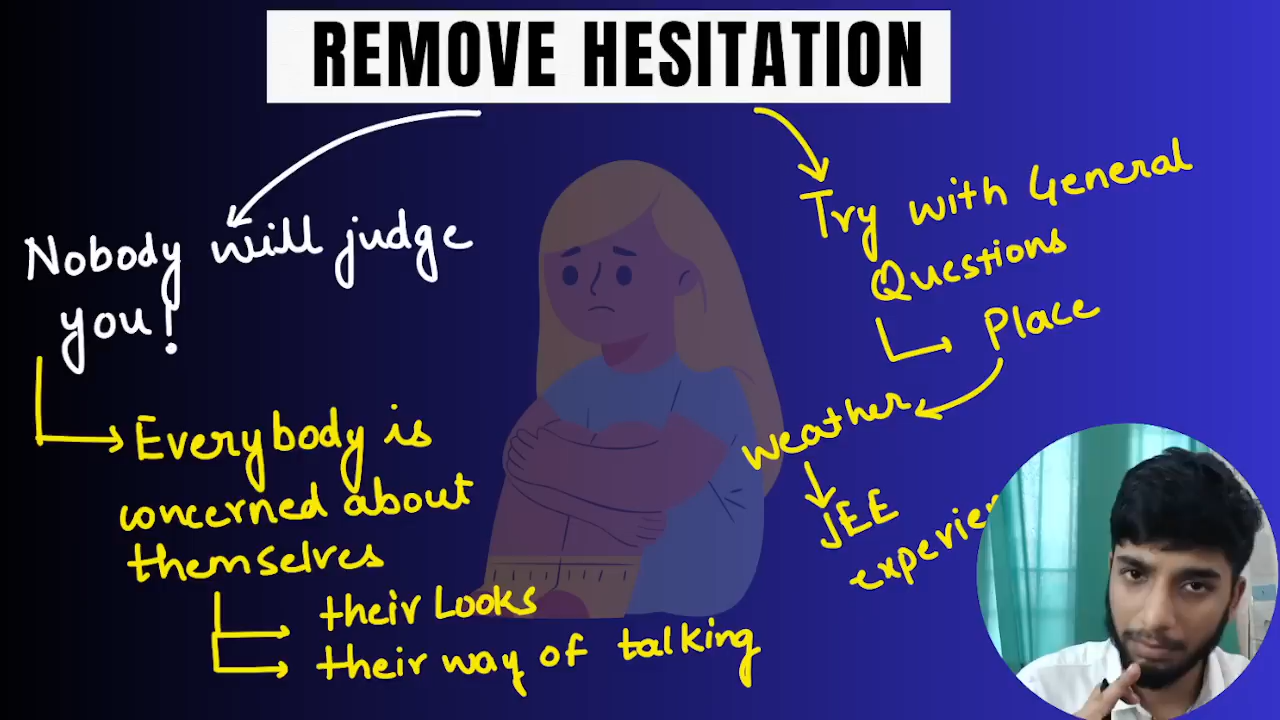 REMOVE HESITATION
Nobody will judge
you!
Everybody is
concerned about
themselves
their Looks
their way of talking
Try with General
Questions
Place
weather
JEE